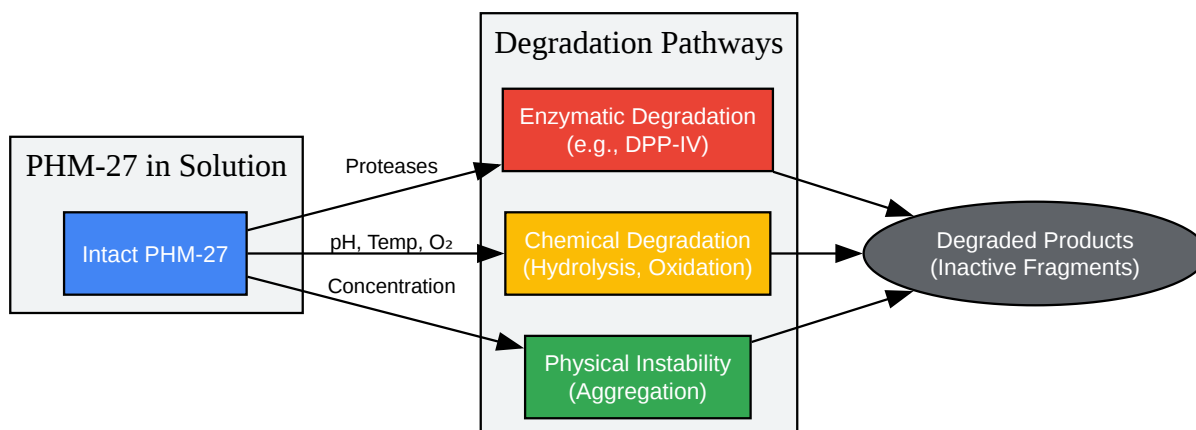 Degradation Pathways
PHM-27 in Solution
Intact PHM-27
Proteases
pH, Temp, O₂
Concentration
Enzymatic Degradation
(e.g., DPP-IV)
Chemical Degradation
(Hydrolysis, Oxidation)
Physical Instability
(Aggregation)
Degraded Products
(Inactive Fragments)